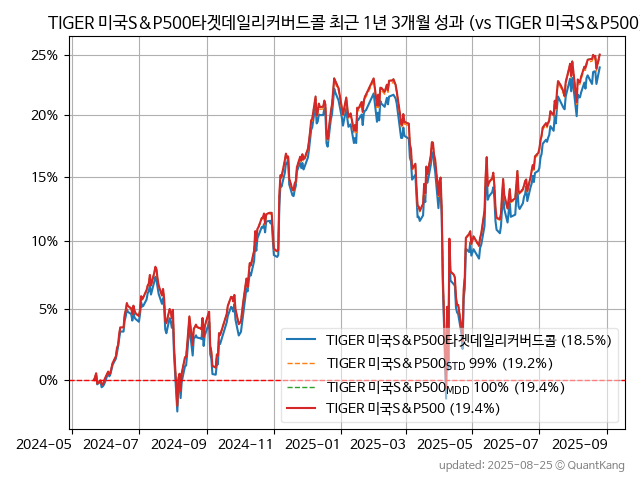 TIGER 미국S&P500타겟데일리커버드콜 최근 1년 3개월 성과 (vs TIGER 미국S&P500
25%
20%
15%
10%
5%
0%
TIGER 미국S&P500타겟데일리커버드콜 (18.5%)
TIGER 미국S&P500STD 99% (19.2%)
TIGER 미국S&P500MDD 100% (19.4%)
TIGER 미국S&P500 (19.4%)
2024-05 2024-07 2024-09 2024-11 2025-01 2025-03 2025-05 2025-07 2025-09
updated: 2025-08-25 © QuantKang